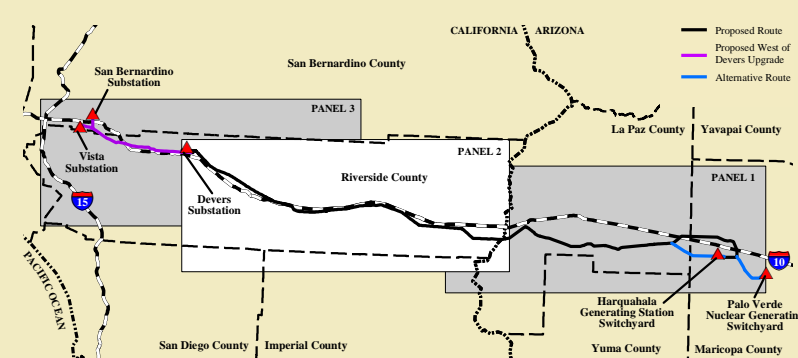 CALIFORNIA
ARIZONA
Proposed Route
Proposed West of
Devers Upgrade
Alternative Route
San Bernardino County
San Bernardino
Substation
PANEL 3
La Paz County
Yavapai County
PANEL 2
Vista
Substation
Riverside County
PANEL 1
Devers
Substation
15
10
PACIFIC OCEAN
Harquahala
Generating Station
Switchyard
Palo Verde
Nuclear Generatin
Switchyard
San Diego County
Imperial County
Yuma County
Maricopa County